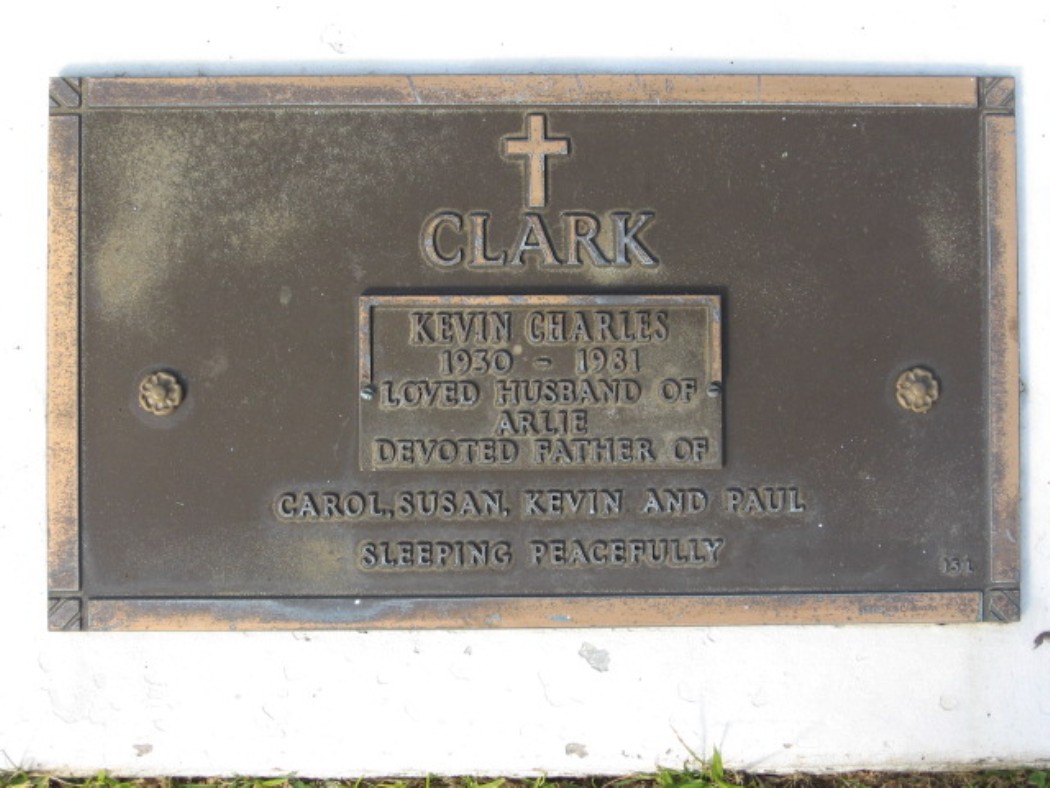 CLARK
KEVIN CHARLES
1930 - 1981
LOVED HUSBAND OF
ARLIE
DEVOTED FATHER OF
CAROL, SUSAN, KEVIN AND PAUL
SLEEPING PEACEFULLY